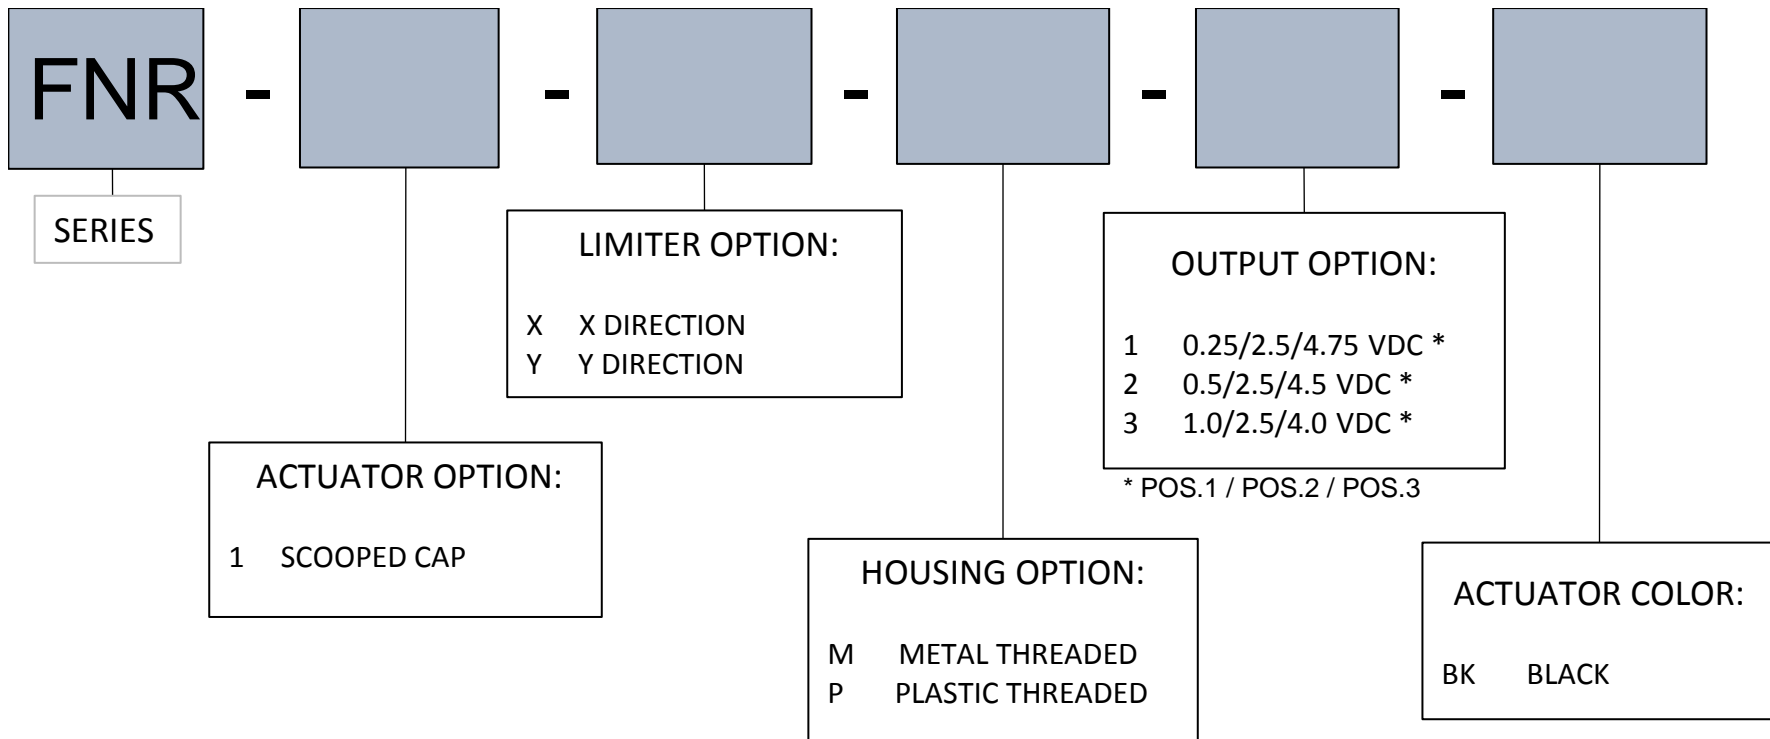 FNR - - - - -
SERIES
LIMITER OPTION:
X X DIRECTION
Y Y DIRECTION
OUTPUT OPTION:
1 0.25/2.5/4.75 VDC *
2 0.5/2.5/4.5 VDC *
3 1.0/2.5/4.0 VDC *
* POS.1 / POS.2 / POS.3
ACTUATOR OPTION:
1 SCOOPED CAP
HOUSING OPTION:
M METAL THREADED
P PLASTIC THREADED
ACTUATOR COLOR:
BK BLACK